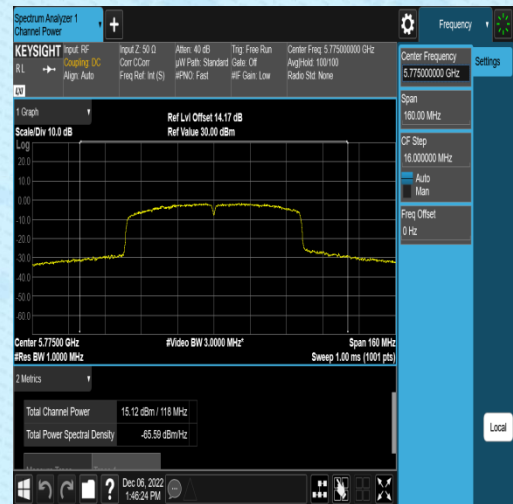 Spectrum Analyzer 1
Channel Power
Frequency
KEYSIGHT
RL
LXI
Input: RF
Coupling: DC
Align: Auto
Input Z: 50 Ω
Corr CCorr
Freq Ref: Int (S)
Atten: 40 dB
µW Path: Standard
#PNO: Fast
Trig: Free Run
Gate: Off
#IF Gain: Low
Center Freq: 5.775000000 GHz
Avg|Hold: 100/100
Radio Std: None
Center Frequency
5.775000000 GHz
Settings
Span
160.00 MHz
CF Step
16.000000 MHz
Auto
Man
Freq Offset
0 Hz
Local
1 Graph
Scale/Div 10.0 dB
Ref Lvl Offset 14.17 dB
Ref Value 30.00 dBm
Log
20.0
10.0
0.00
-10.0
-20.0
-30.0
-40.0
-50.0
-60.0
Center 5.77500 GHz
#Res BW 1.0000 MHz
#Video BW 3.0000 MHz*
Span 160 MHz
Sweep 1.00 ms (1001 pts)
2 Metrics
Total Channel Power
15.12 dBm / 118 MHz
Total Power Spectral Density
-65.59 dBm/Hz
?
Dec 06, 2022
1:46:24 PM